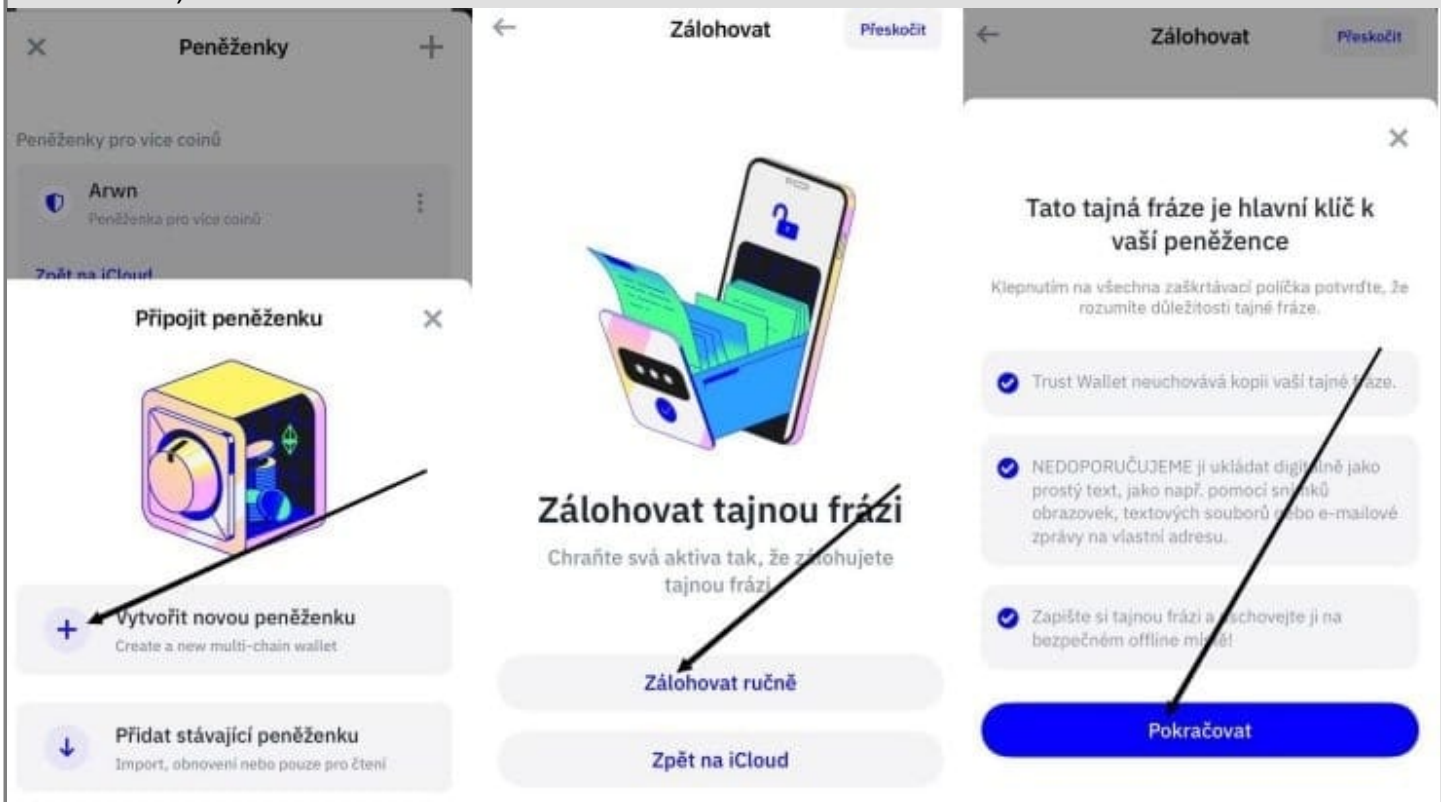 Peněženky
Peněženky pro více coinů
Arwn
Peněženka pro více coinů
Zpět na iCloud
Připojit peněženku
Vytvořit novou peněženku
Create a new multi-chain wallet
Přidat stávající peněženku
Import, obnovení nebo pouze pro čtení
Zálohovat
Přeskočit
Zálohovat tajnou frázi
Chraňte svá aktiva tak, že zálohujete
tajnou frázi
Zálohovat ručně
Zpět na iCloud
Zálohovat
Přeskočit
Tato tajná fráze je hlavní klíč k
vaší peněžence
Klepnutím na všechna zaškrtávací políčka potvrďte, že
rozumíte důležitosti tajné fráze.
Trust Wallet neuchovává kopii vaší tajné fráze.
NEDOPORUČUJEME ji ukládat digitálně jako
prostý text, jako např. pomocí snímků
obrazovek, textových souborů nebo e-mailové
zprávy na vlastní adresu.
Zapište si tajnou frázi a uschovejte ji na
bezpečném offline místě!
Pokračovat